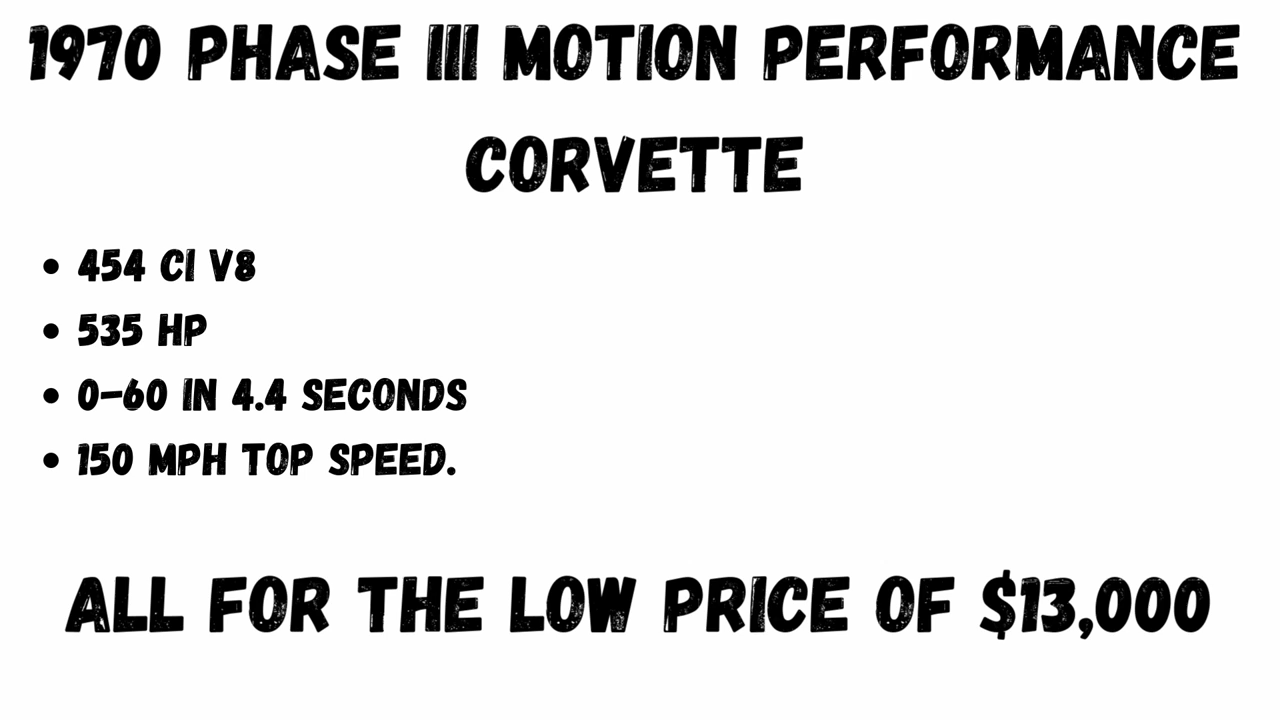 1970 PHASE III MOTION PERFORMANCE
CORVETTE
• 454 CI V8
• 535 HP
• 0-60 IN 4.4 SECONDS
• 150 MPH TOP SPEED.
ALL FOR THE LOW PRICE OF $13,000